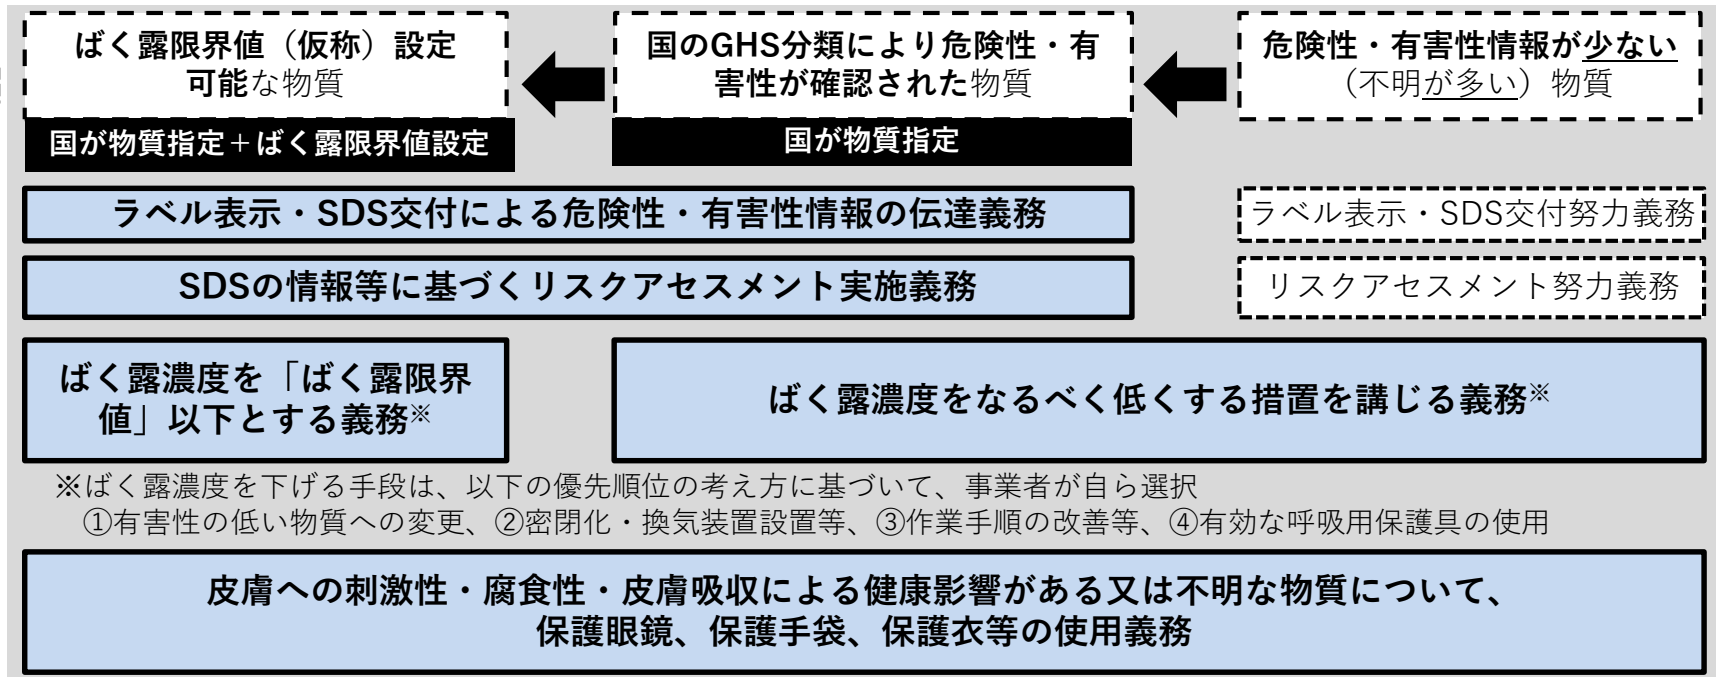 ばく露限界値（仮称）設定
可能な物質
国のGHS分類により危険性・有
害性が確認された物質
危険性・有害性情報が少ない
（不明が多い）物質
国が物質指定＋ばく露限界値設定
国が物質指定
ラベル表示・SDS交付による危険性・有害性情報の伝達義務
ラベル表示・SDS交付努力義務
SDSの情報等に基づくリスクアセスメント実施義務
リスクアセスメント努力義務
ばく露濃度を「ばく露限界
値」以下とする義務※
ばく露濃度をなるべく低くする措置を講じる義務※
※ばく露濃度を下げる手段は、以下の優先順位の考え方に基づいて、事業者が自ら選択
①有害性の低い物質への変更、②密閉化・換気装置設置等、③作業手順の改善等、④有効な呼吸用保護具の使用
皮膚への刺激性・腐食性・皮膚吸収による健康影響がある又は不明な物質について、
保護眼鏡、保護手袋、保護衣等の使用義務